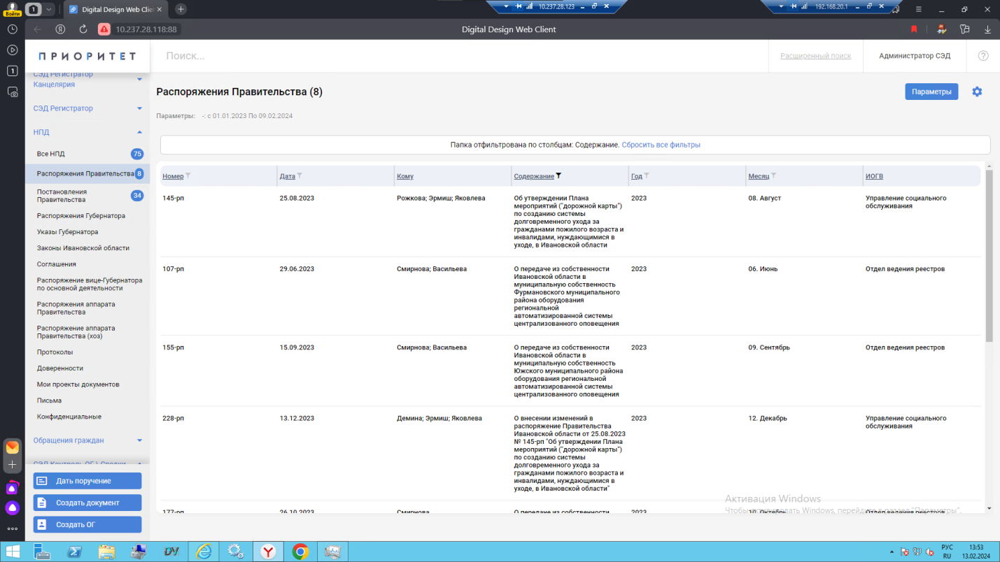 Войти
1
Digital Design Web Clie
10.237.28.123
192.168.20.1
10.237.28.118:88
Digital Design Web Client
1
ПРИОРИТЕТ
Поиск...
Расширенный поиск
Администратор СЭД
СЭД Регистратор
Канцелярия
СЭД Регистратор
НПД
Все НПД
75
Распоряжения Правительства
8
Постановления
Правительства
34
Распоряжения Губернатора
Указы Губернатора
Законы Ивановской области
Соглашения
Распоряжение вице-Губернатора
по основной деятельности
Распоряжения аппарата
Правительства
Распоряжение аппарата
Правительства (хоз)
Протоколы
Доверенности
Мои проекты документов
Письма
Конфиденциальные
Обращения граждан
СЭД Контроль ОГ \ Сводки
Дать поручение
Создать документ
Создать ОГ
Распоряжения Правительства (8)
Параметры
Параметры: -: с 01.01.2023 По 09.02.2024
Папка отфильтрована по столбцам: Содержание. Сбросить все фильтры
Номер
Дата
Кому
Содержание
Год
Месяц
ИОГВ
145-рп
25.08.2023
Рожкова; Эрмиш; Яковлева
Об утверждении Плана
мероприятий ("дорожной карты")
по созданию системы
долговременного ухода за
гражданами пожилого возраста и
инвалидами, нуждающимися в
уходе, в Ивановской области
2023
08. Август
Управление социального
обслуживания
107-рп
29.06.2023
Смирнова; Васильева
О передаче из собственности
Ивановской области в
муниципальную собственность
Фурмановского муниципального
района оборудования
региональной
автоматизированной системы
централизованного оповещения
2023
06. Июнь
Отдел ведения реестров
155-рп
15.09.2023
Смирнова; Васильева
О передаче из собственности
Ивановской области в
муниципальную собственность
Южского муниципального района
оборудования региональной
автоматизированной системы
централизованного оповещения
2023
09. Сентябрь
Отдел ведения реестров
228-рп
13.12.2023
Демина; Эрмиш; Яковлева
О внесении изменений в
распоряжение Правительства
Ивановской области от 25.08.2023
№ 145-рп "Об утверждении Плана
мероприятий ("дорожной карты")
по созданию системы
долговременного ухода за
гражданами пожилого возраста и
инвалидами, нуждающимися в
уходе, в Ивановской области"
2023
12. Декабрь
Управление социального
обслуживания
177-рп
26.10.2023
Смирнова
О передаче из собственности
2023
10. Октябрь
Отдел ведения реестров
Активация Windows
Чтобы активировать Windows, перейдите в раздел "Параметры".
DV
РУС
RU
13:53
13.02.2024